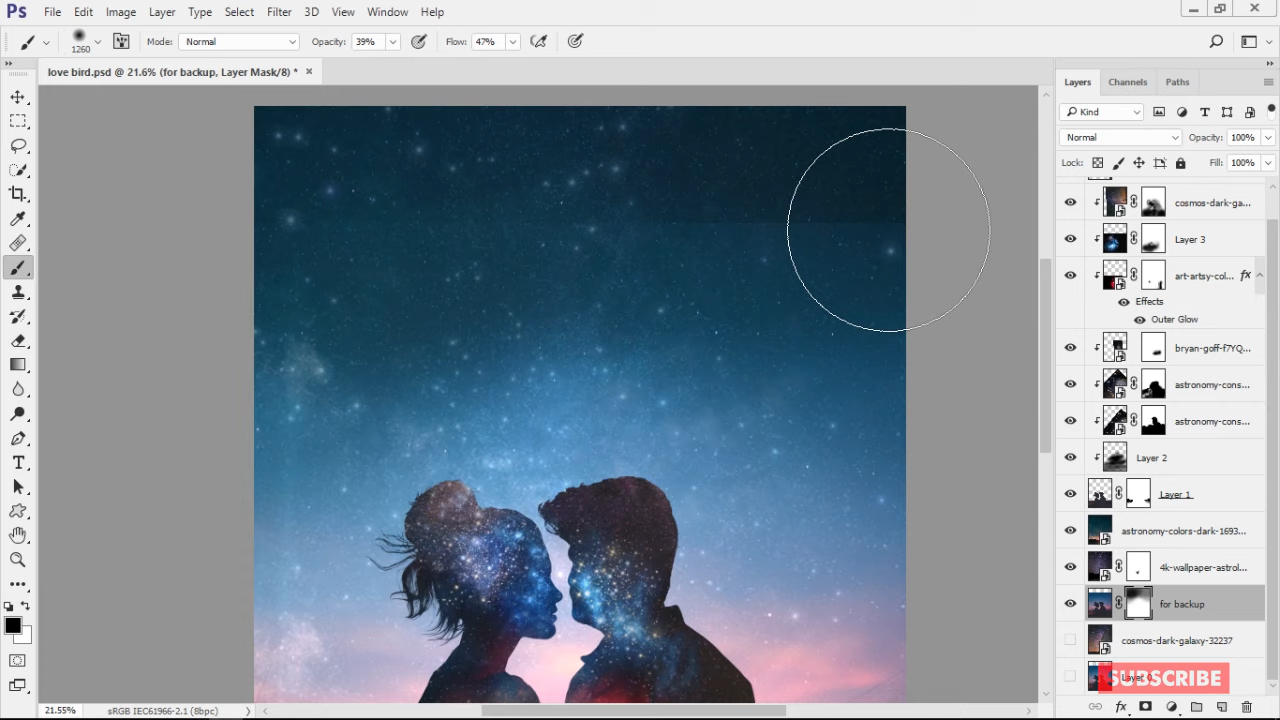 Ps File Edit Image Layer Type Select Filter 3D View Window Help
1260 Mode: Normal Opacity: 39% Flow: 47%
love bird.psd @ 21.6% (for backup, Layer Mask/8) * ×
Layers Channels Paths
Kind
Normal Opacity: 100%
Lock: Fill: 100%
cosmos-dark-ga...
Layer 3
art-artsy-col... fx
Effects
Outer Glow
bryan-goff-f7YQ...
astronomy-cons...
astronomy-cons...
Layer 2
Layer 1
astronomy-colors-dark-1693...
4k-wallpaper-astrol...
for backup
cosmos-dark-galaxy-32237
SUBSCRIBE
21.55% sRGB IEC61966-2.1 (8bpc)
fx